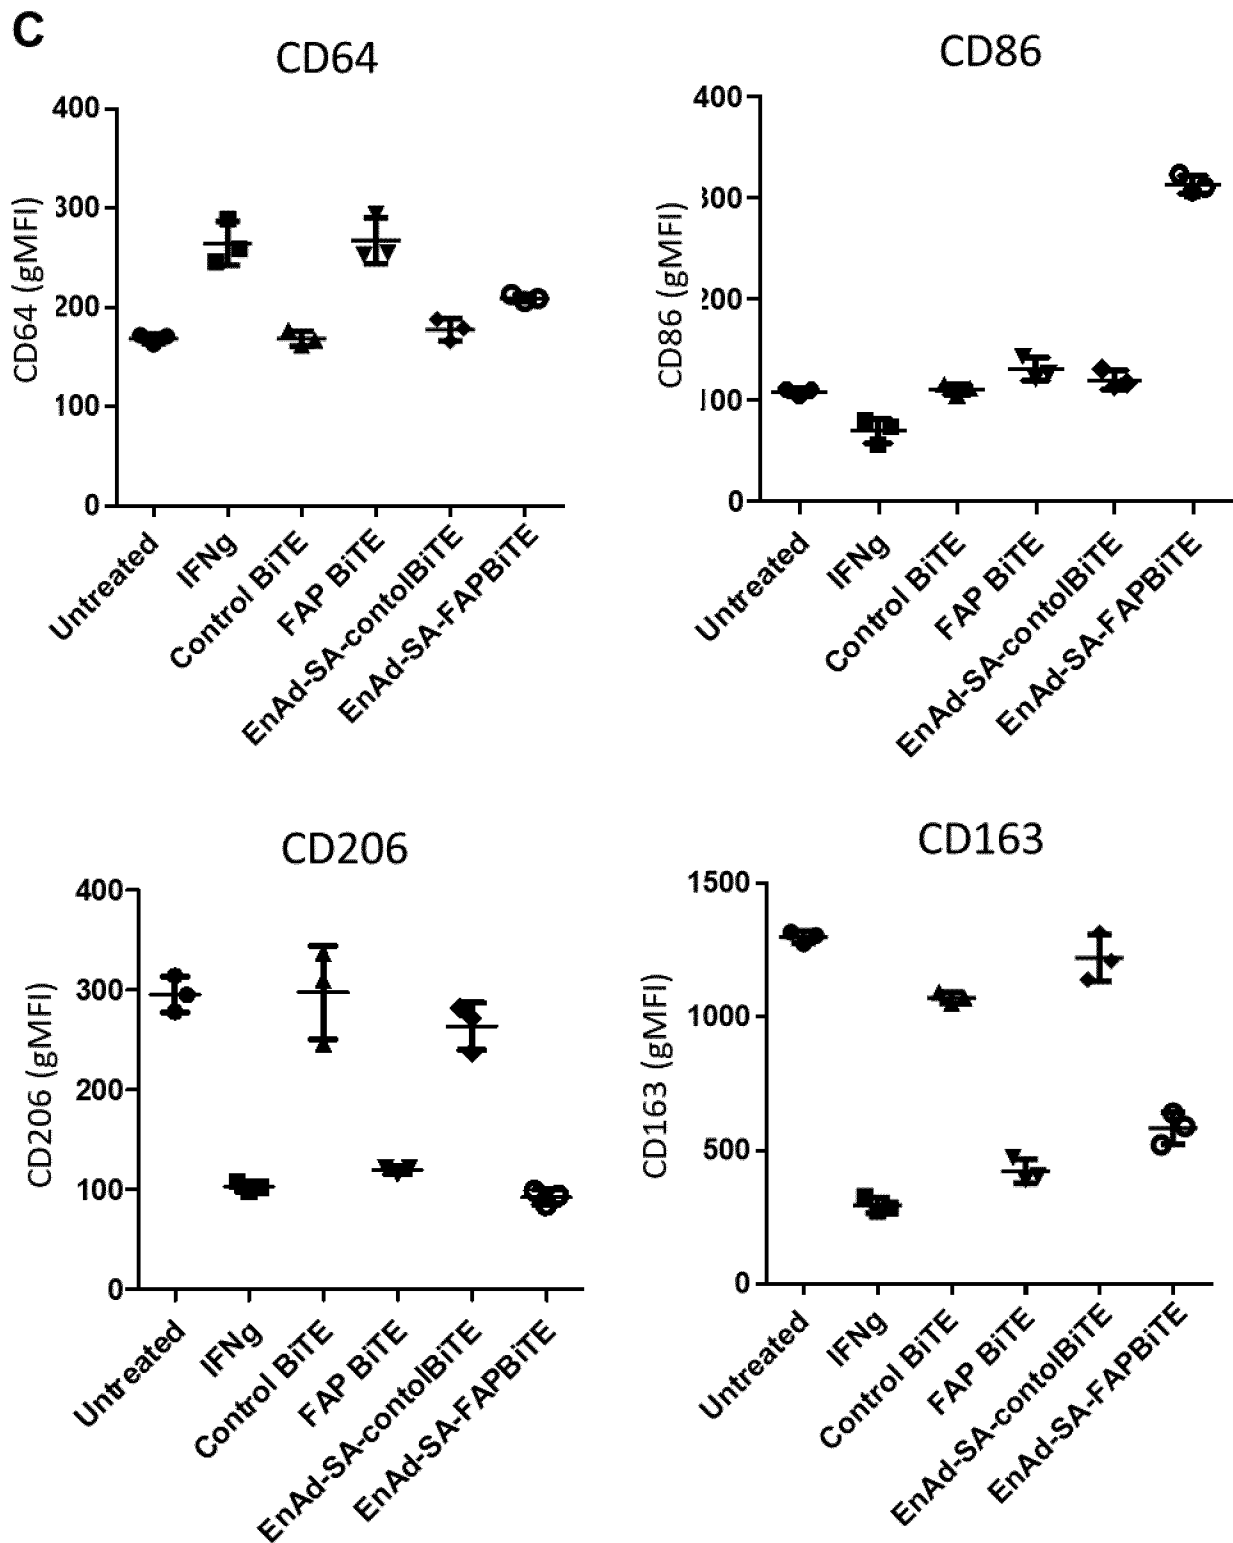 C
CD64
400
300
200
100
0
CD64 (gMFI)
Untreated
IFNg
Control BiTE
FAP BiTE
EnAd-SA-contolBiTE
EnAd-SA-FAPBiTE
CD86
400
300
200
100
0
CD86 (gMFI)
Untreated
IFNg
Control BiTE
FAP BiTE
EnAd-SA-contolBiTE
EnAd-SA-FAPBiTE
CD206
400
300
200
100
0
CD206 (gMFI)
Untreated
IFNg
Control BiTE
FAP BiTE
EnAd-SA-contolBiTE
EnAd-SA-FAPBiTE
CD163
1500
1000
500
0
CD163 (gMFI)
Untreated
IFNg
Control BiTE
FAP BiTE
EnAd-SA-contolBiTE
EnAd-SA-FAPBiTE